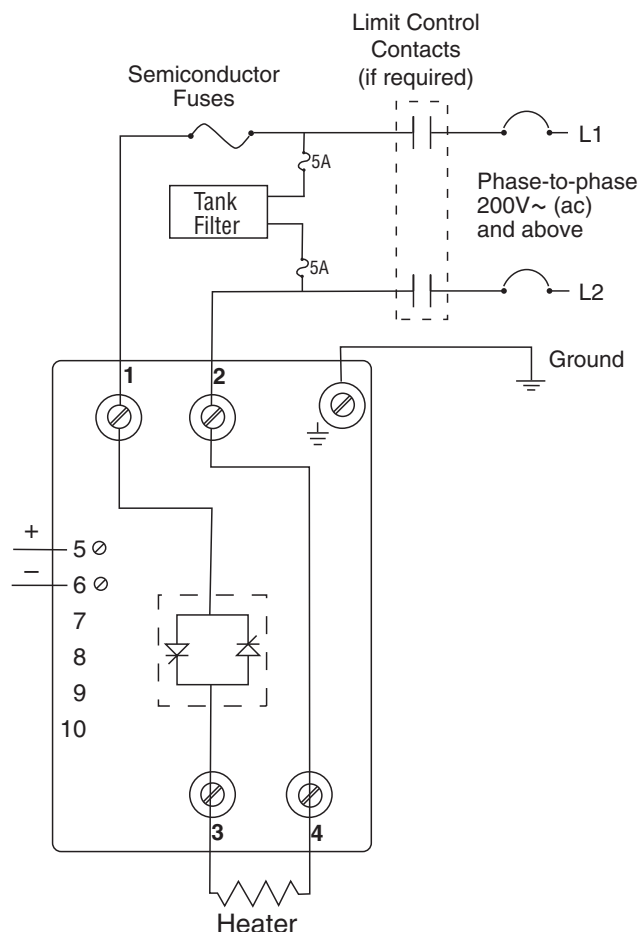 Limit Control
Contacts
(if required)
Semiconductor
Fuses
L1
5A
Phase-to-phase
200V~ (ac)
and above
Tank
Filter
5A
L2
Ground
1
2
+
5
–
6
7
8
9
10
3
4
Heater